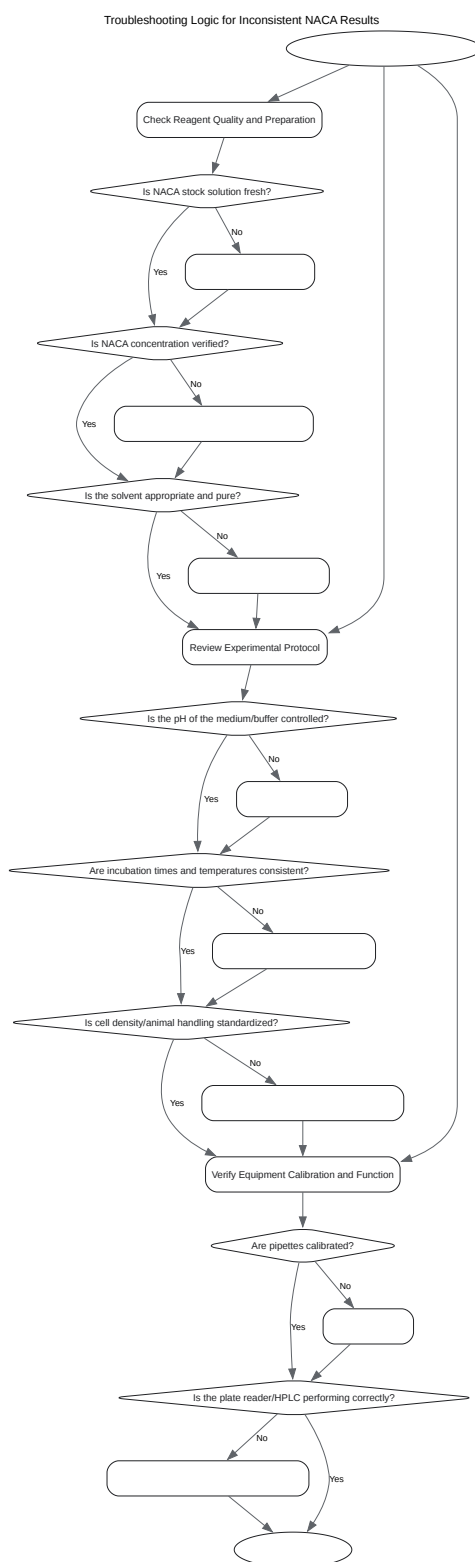 Troubleshooting Logic for Inconsistent NACA Results
Check Reagent Quality and Preparation
Is NACA stock solution fresh?
No
Yes
Is NACA concentration verified?
No
Yes
Is the solvent appropriate and pure?
No
Yes
Review Experimental Protocol
Is the pH of the medium/buffer controlled?
No
Yes
Are incubation times and temperatures consistent?
No
Yes
Is cell density/animal handling standardized?
No
Yes
Verify Equipment Calibration and Function
Are pipettes calibrated?
No
Yes
Is the plate reader/HPLC performing correctly?
No
Yes